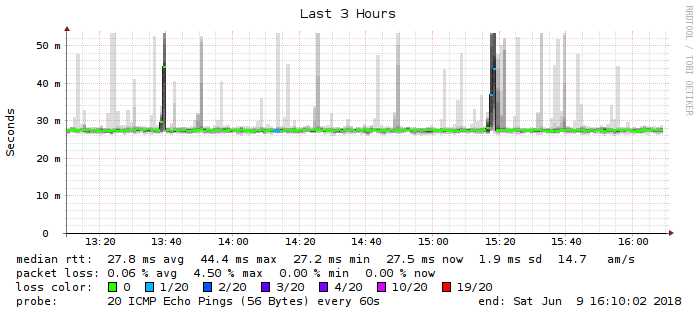 Last 3 Hours
RRDTOOL / TOBI OETIKER
Seconds
50 m
40 m
30 m
20 m
10 m
0
13:20 13:40 14:00 14:20 14:40 15:00 15:20 15:40 16:00
median rtt: 27.8 ms avg 44.4 ms max 27.2 ms min 27.5 ms now 1.9 ms sd 14.7 am/s
packet loss: 0.06 % avg 4.50 % max 0.00 % min 0.00 % now
loss color: 0 1/20 2/20 3/20 4/20 10/20 19/20
probe: 20 ICMP Echo Pings (56 Bytes) every 60s end: Sat Jun 9 16:10:02 2018